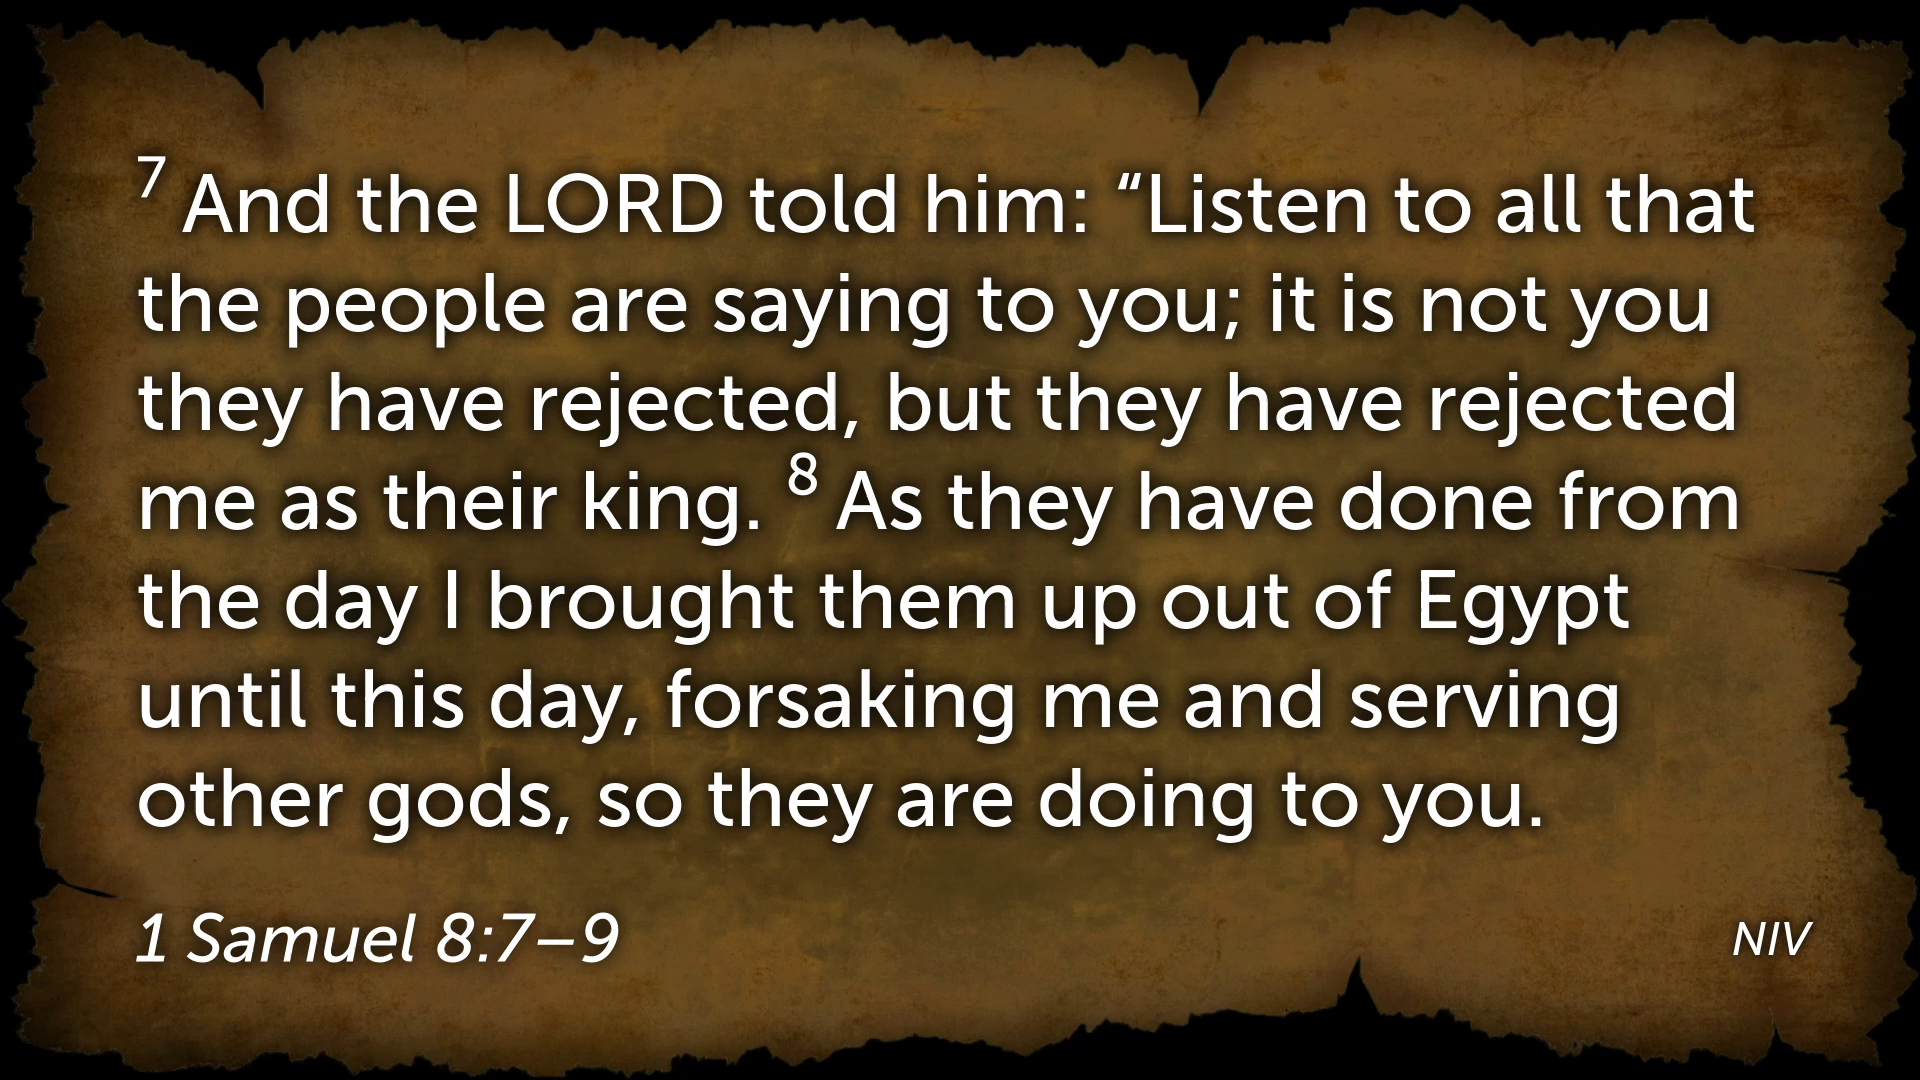 7 And the LORD told him: “Listen to all that
the people are saying to you; it is not you
they have rejected, but they have rejected
me as their king. 8 As they have done from
the day I brought them up out of Egypt
until this day, forsaking me and serving
other gods, so they are doing to you.
1 Samuel 8:7–9
NIV